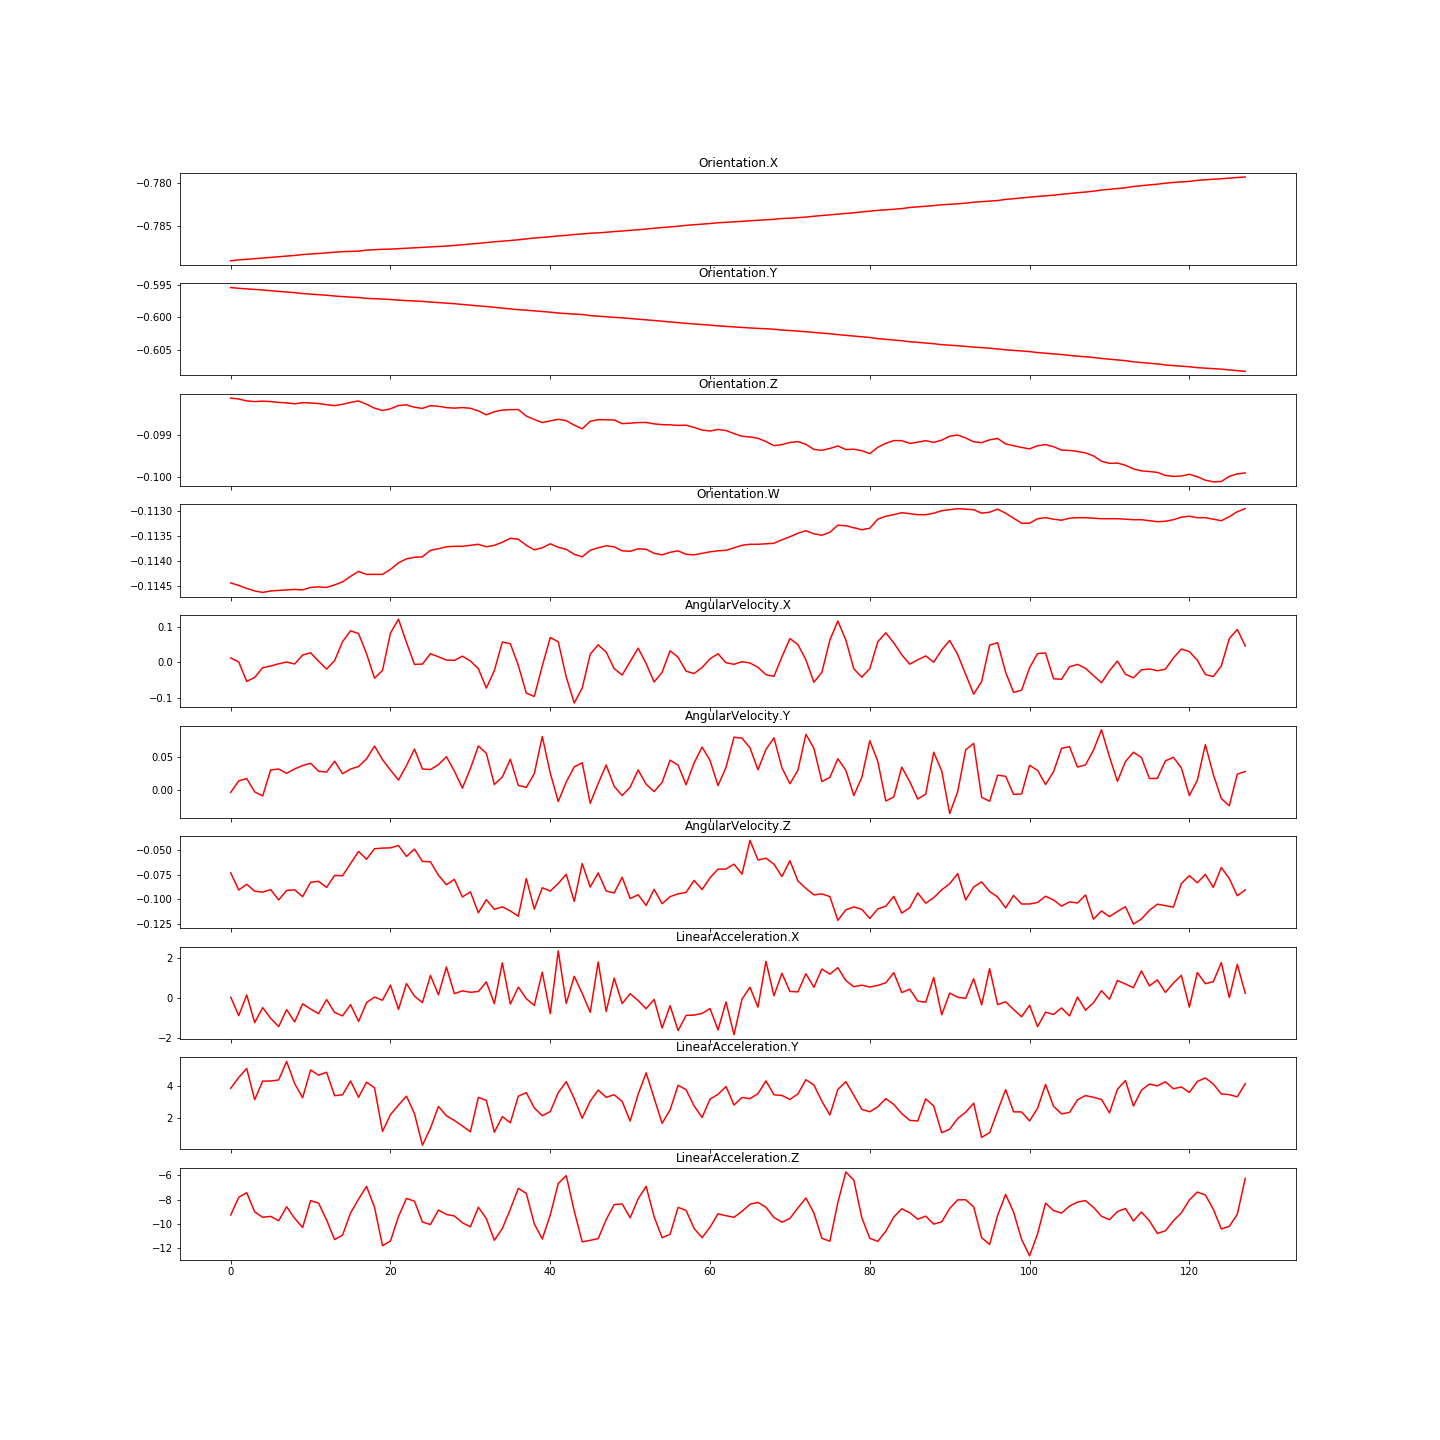 Orientation.X
−0.780
−0.785
Orientation.Y
−0.595
−0.600
−0.605
Orientation.Z
−0.099
−0.100
Orientation.W
−0.1130
−0.1135
−0.1140
−0.1145
AngularVelocity.X
0.1
0.0
−0.1
AngularVelocity.Y
0.05
0.00
AngularVelocity.Z
−0.050
−0.075
−0.100
−0.125
LinearAcceleration.X
2
0
−2
LinearAcceleration.Y
4
2
LinearAcceleration.Z
−6
−8
−10
−12
0 20 40 60 80 100 120